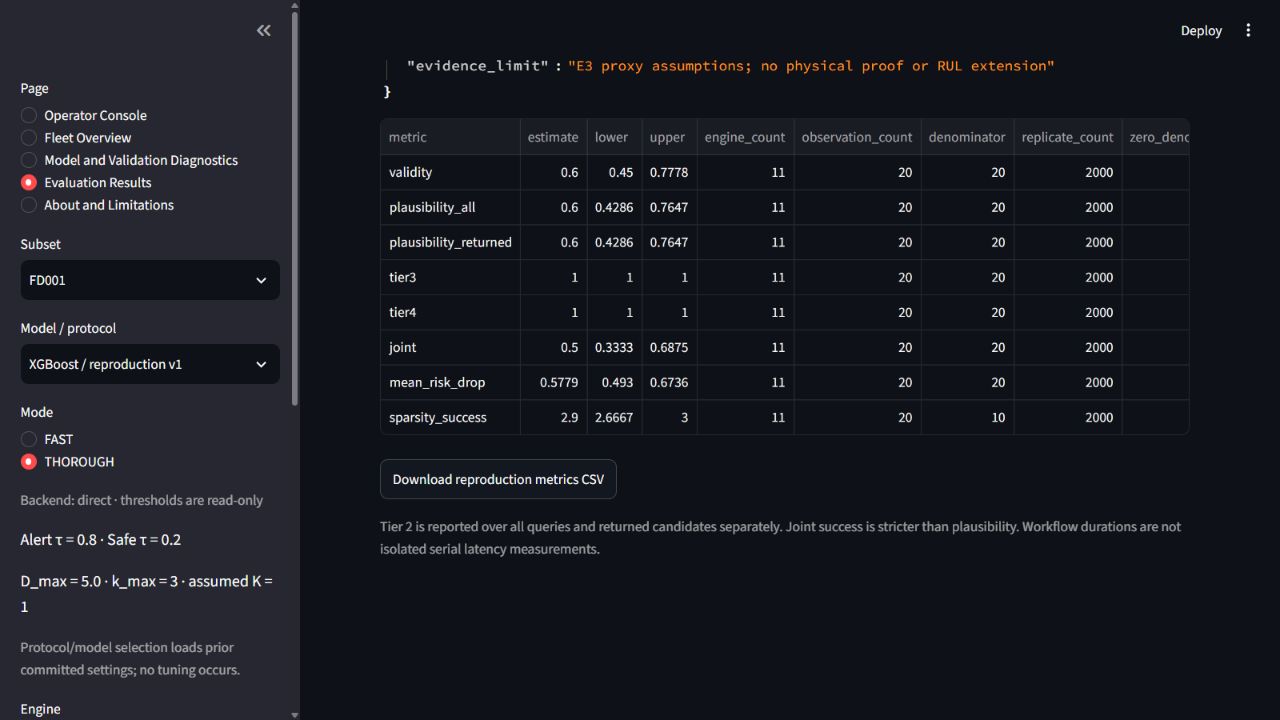 Deploy
Page
Operator Console
Fleet Overview
Model and Validation Diagnostics
Evaluation Results
About and Limitations
Subset
FD001
Model / protocol
XGBoost / reproduction v1
Mode
FAST
THOROUGH
Backend: direct · thresholds are read-only
Alert τ = 0.8 · Safe τ = 0.2
D_max = 5.0 · k_max = 3 · assumed K =
1
Protocol/model selection loads prior
committed settings; no tuning occurs.
Engine
"evidence_limit" : "E3 proxy assumptions; no physical proof or RUL extension"
}
metric estimate lower upper engine_count observation_count denominator replicate_count zero_denc
validity 0.6 0.45 0.7778 11 20 20 2000
plausibility_all 0.6 0.4286 0.7647 11 20 20 2000
plausibility_returned 0.6 0.4286 0.7647 11 20 20 2000
tier3 1 1 1 11 20 20 2000
tier4 1 1 1 11 20 20 2000
joint 0.5 0.3333 0.6875 11 20 20 2000
mean_risk_drop 0.5779 0.493 0.6736 11 20 20 2000
sparsity_success 2.9 2.6667 3 11 20 10 2000
Download reproduction metrics CSV
Tier 2 is reported over all queries and returned candidates separately. Joint success is stricter than plausibility. Workflow durations are not
isolated serial latency measurements.